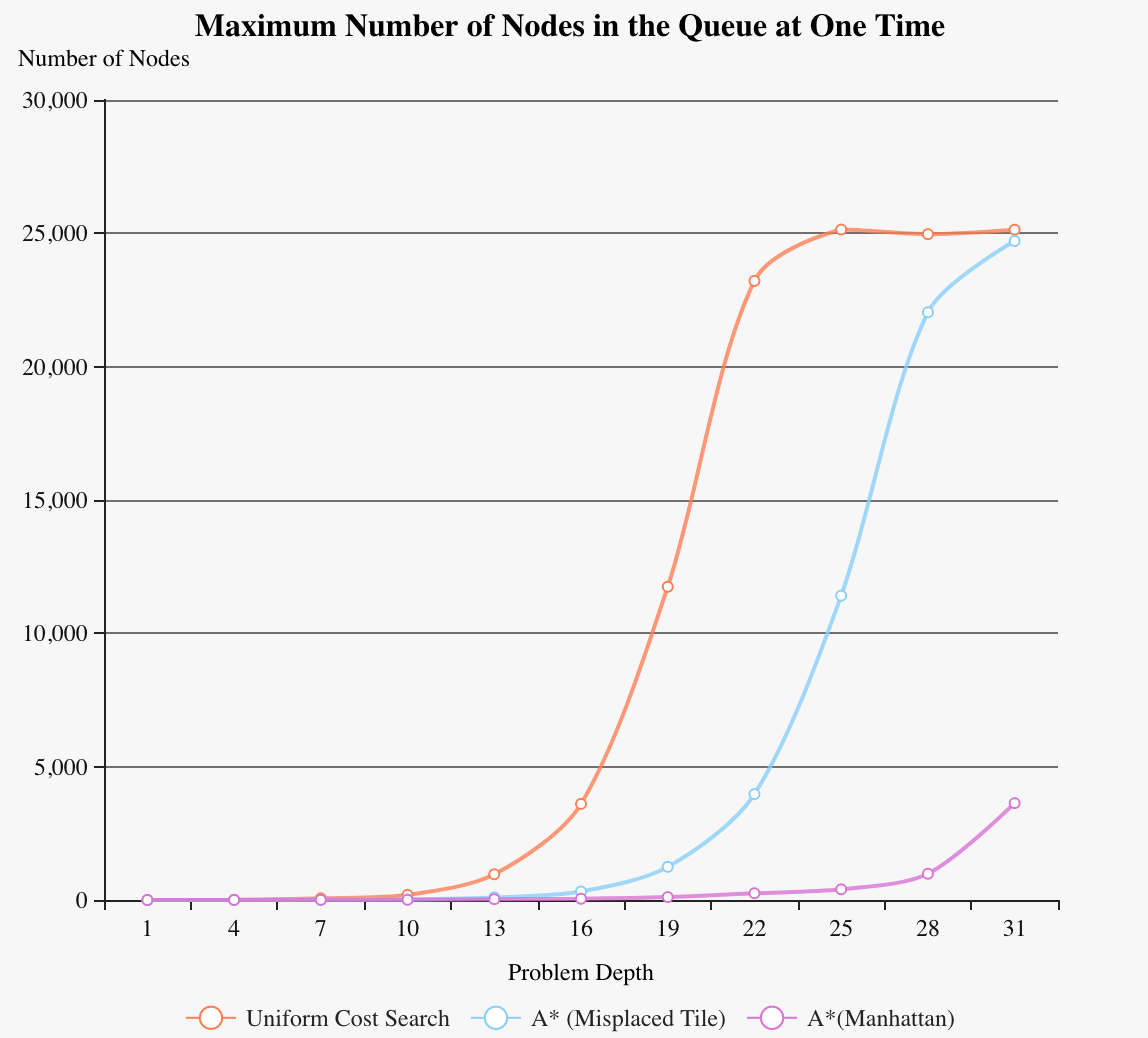 Maximum Number of Nodes in the Queue at One Time
Number of Nodes
30,000
25,000
20,000
15,000
10,000
5,000
0
1 4 7 10 13 16 19 22 25 28 31
Problem Depth
Uniform Cost Search A* (Misplaced Tile) A*(Manhattan)